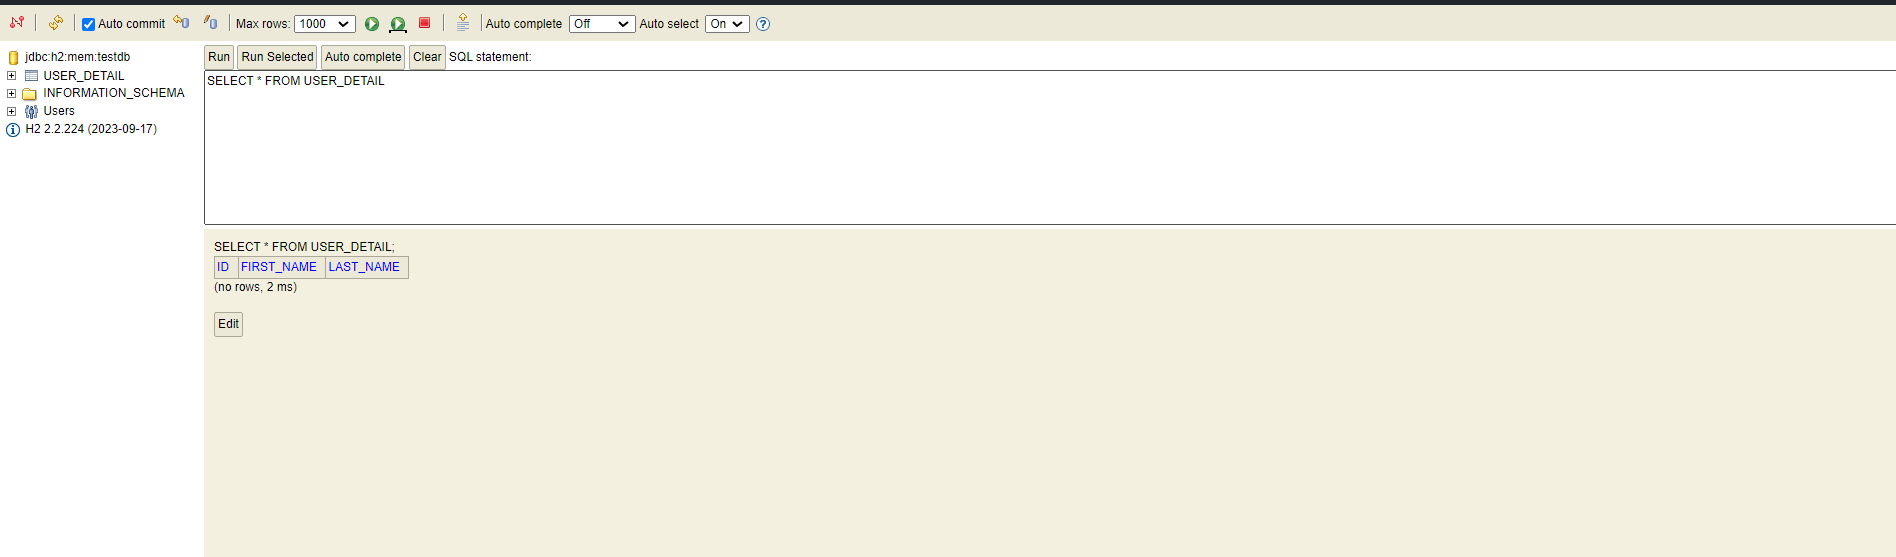 Auto commit Max rows: 1000 Auto complete Off Auto select On
jdbc:h2:mem:testdb
USER_DETAIL
INFORMATION_SCHEMA
Users
H2 2.2.224 (2023-09-17)
Run Run Selected Auto complete Clear SQL statement:
SELECT * FROM USER_DETAIL
SELECT * FROM USER_DETAIL;
ID FIRST_NAME LAST_NAME
(no rows, 2 ms)
Edit